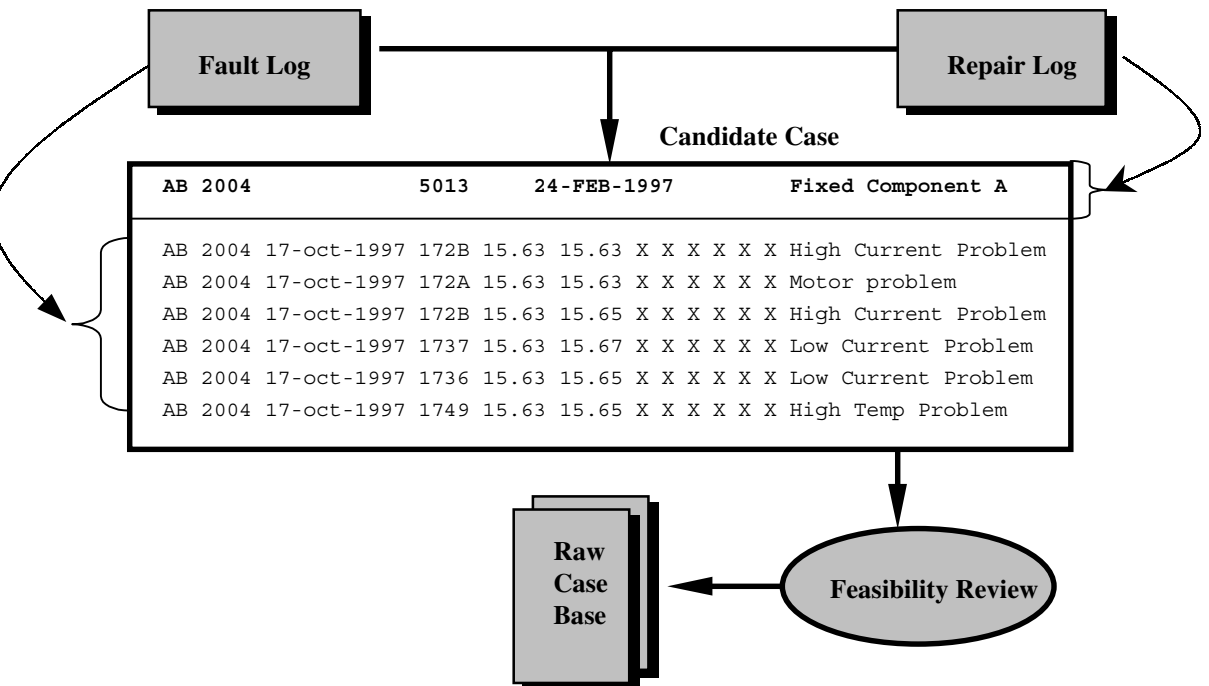 Fault Log
Repair Log
Candidate Case
AB 2004 5013 24-FEB-1997 Fixed Component A
AB 2004 17-oct-1997 172B 15.63 15.63 X X X X X X High Current Problem
AB 2004 17-oct-1997 172A 15.63 15.63 X X X X X X Motor problem
AB 2004 17-oct-1997 172B 15.63 15.65 X X X X X X High Current Problem
AB 2004 17-oct-1997 1737 15.63 15.67 X X X X X X Low Current Problem
AB 2004 17-oct-1997 1736 15.63 15.65 X X X X X X Low Current Problem
AB 2004 17-oct-1997 1749 15.63 15.65 X X X X X X High Temp Problem
Raw
Case
Base
Feasibility Review